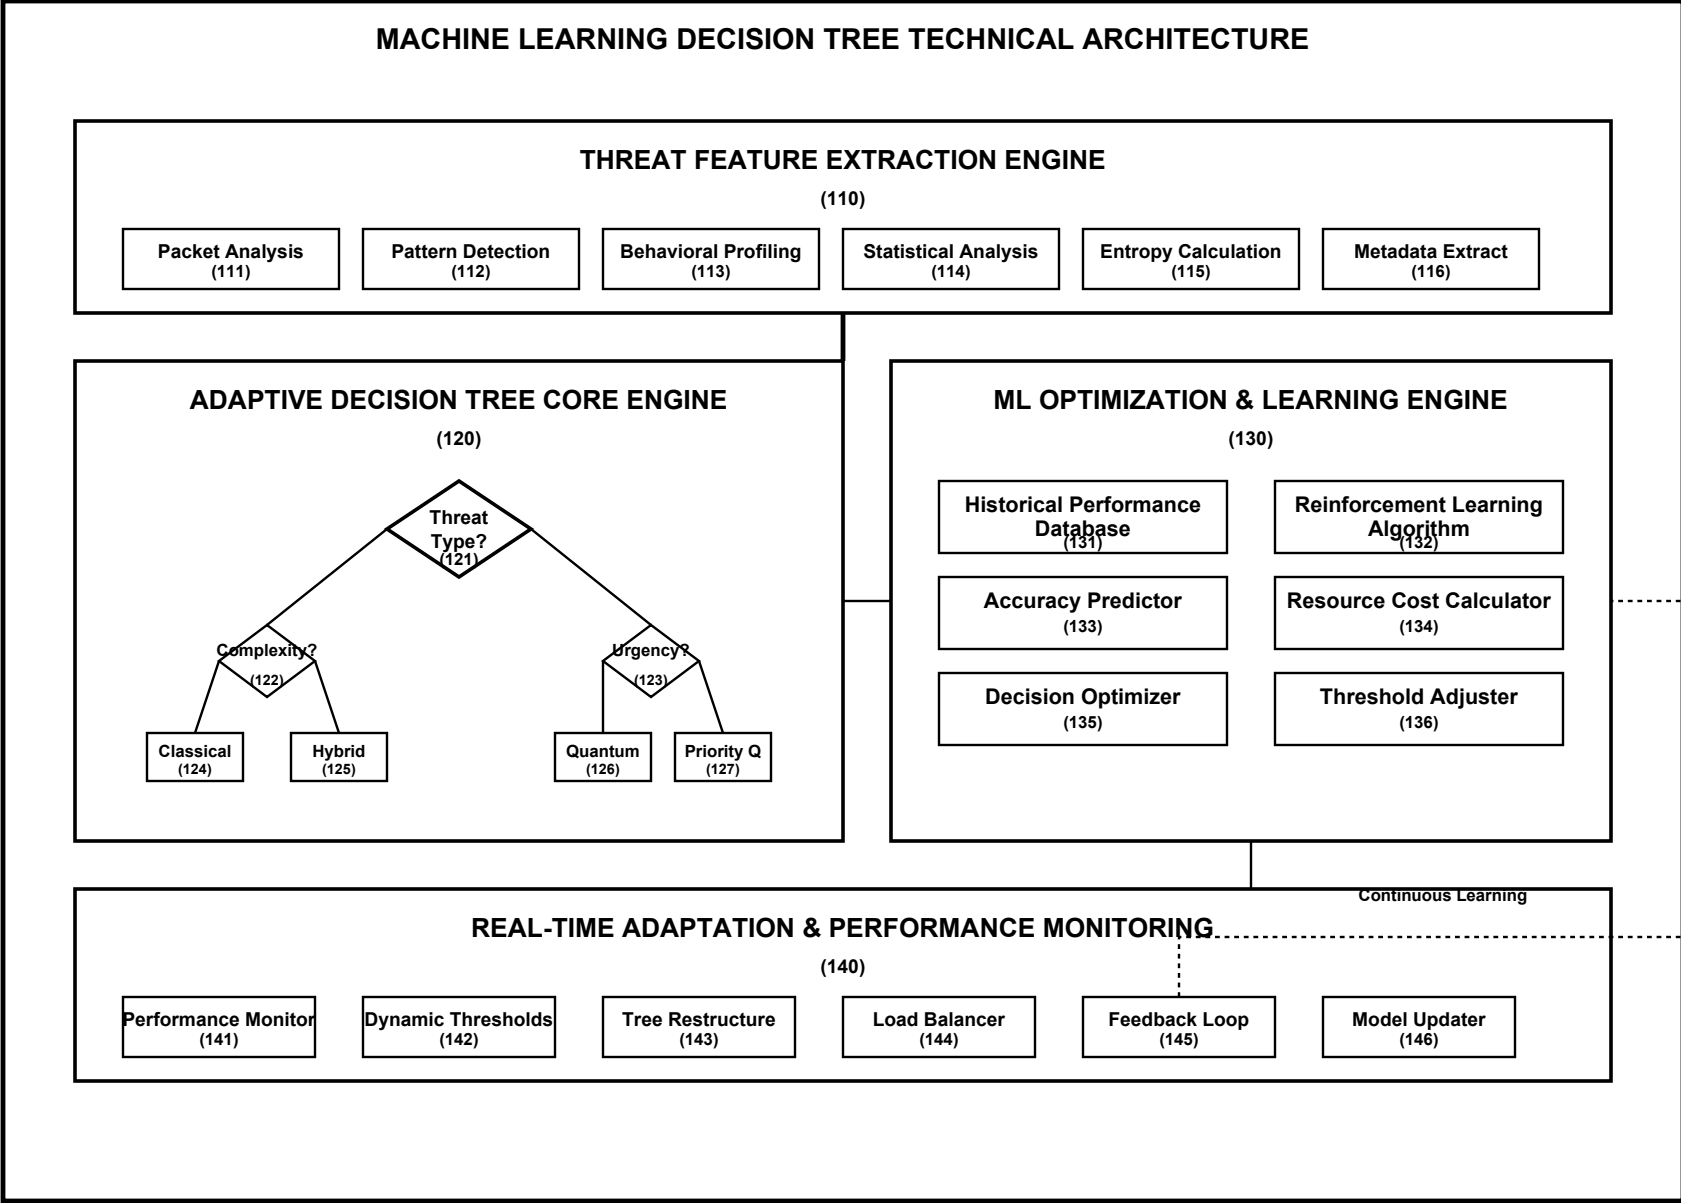 MACHINE LEARNING DECISION TREE TECHNICAL ARCHITECTURE
THREAT FEATURE EXTRACTION ENGINE
(110)
Packet Analysis
(111)
Pattern Detection
(112)
Behavioral Profiling
(113)
Statistical Analysis
(114)
Entropy Calculation
(115)
Metadata Extract
(116)
ADAPTIVE DECISION TREE CORE ENGINE
(120)
Threat
Type?
(121)
Complexity?
(122)
Urgency?
(123)
Classical
(124)
Hybrid
(125)
Quantum
(126)
Priority Q
(127)
ML OPTIMIZATION & LEARNING ENGINE
(130)
Historical Performance
Database
(131)
Reinforcement Learning
Algorithm
(132)
Accuracy Predictor
(133)
Resource Cost Calculator
(134)
Decision Optimizer
(135)
Threshold Adjuster
(136)
Continuous Learning
REAL-TIME ADAPTATION & PERFORMANCE MONITORING
(140)
Performance Monitor
(141)
Dynamic Thresholds
(142)
Tree Restructure
(143)
Load Balancer
(144)
Feedback Loop
(145)
Model Updater
(146)